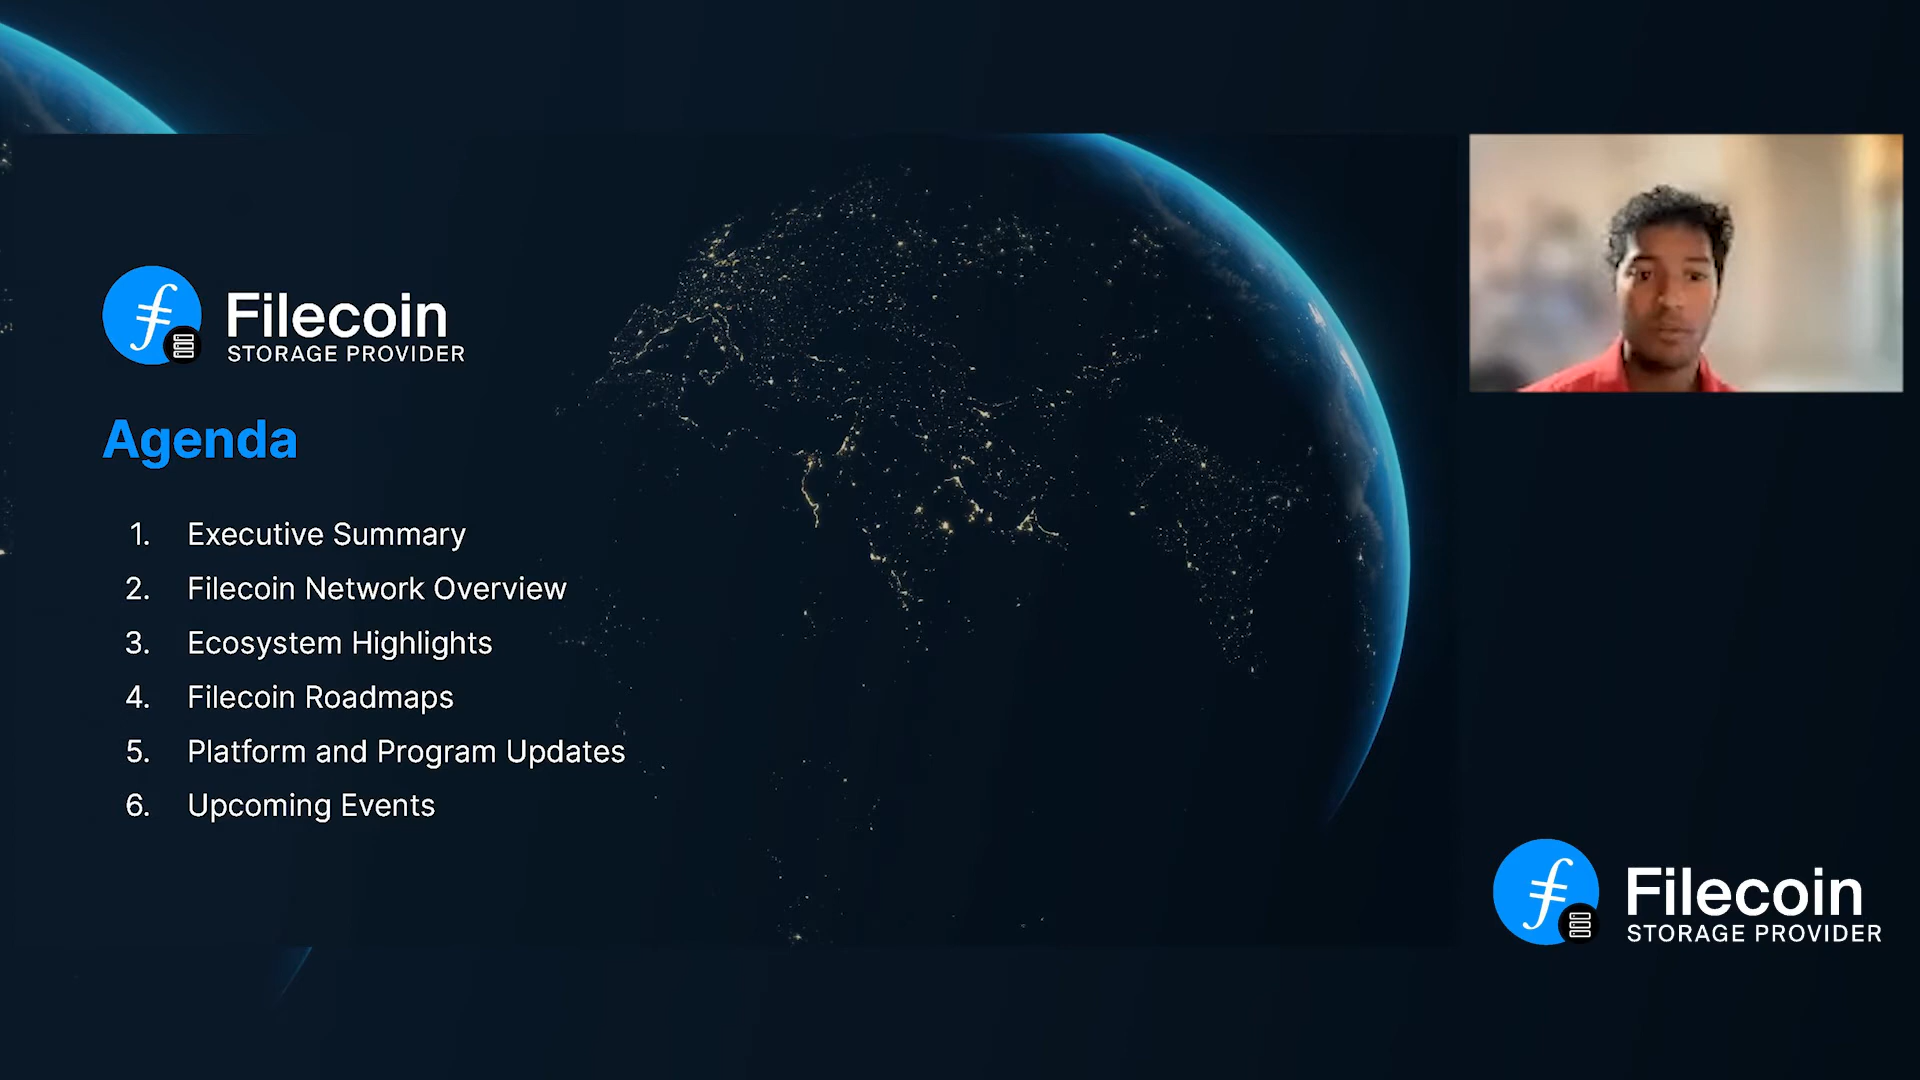 Filecoin
STORAGE PROVIDER
Agenda
1. Executive Summary
2. Filecoin Network Overview
3. Ecosystem Highlights
4. Filecoin Roadmaps
5. Platform and Program Updates
6. Upcoming Events
Filecoin
STORAGE PROVIDER